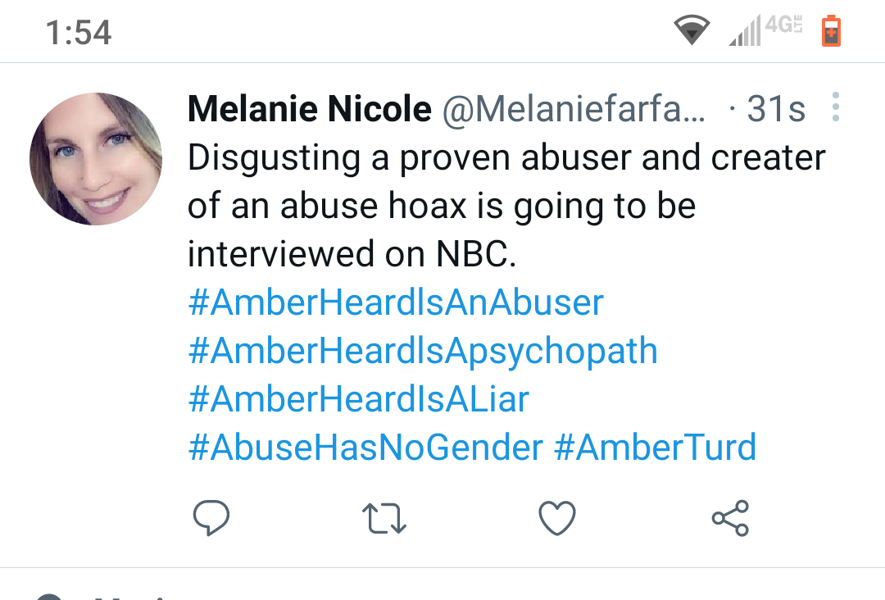 1:54 4GLTE
Melanie Nicole @Melaniefarfa... · 31s
Disgusting a proven abuser and creater
of an abuse hoax is going to be
interviewed on NBC.
#AmberHeardIsAnAbuser
#AmberHeardIsApsychopath
#AmberHeardIsALiar
#AbuseHasNoGender #AmberTurd